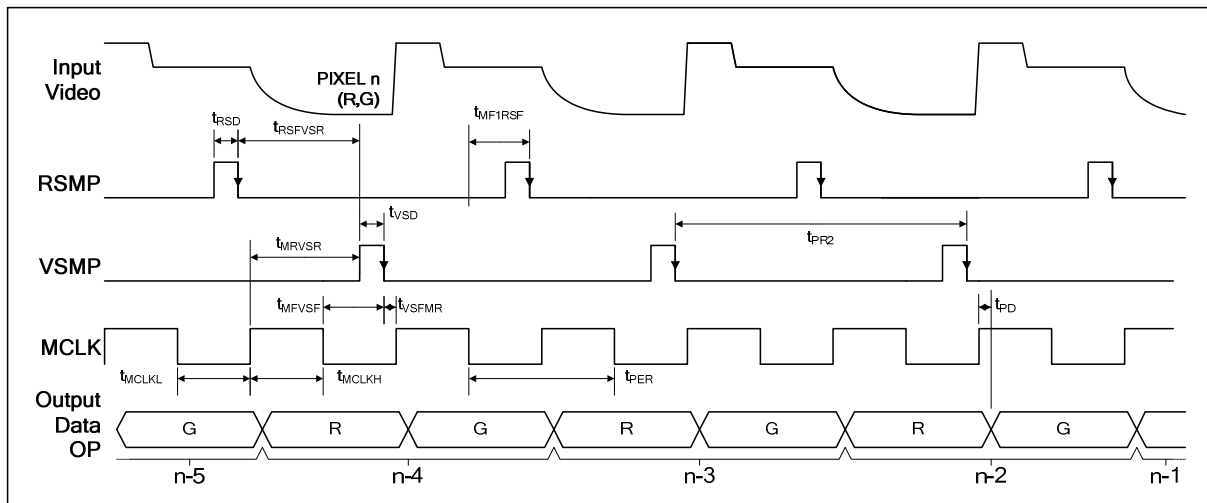 Input
Video
PIXEL n
(R,G)
tRSD
tRSFVSR
tMF1RSF
RSMP
tVSD
tMRVSR
tPR2
VSMP
tMFVSF
tVSFMR
tPD
MCLK
tMCLKL
tMCLKH
tPER
Output
Data
OP
G R G R G R G
n-5 n-4 n-3 n-2 n-1